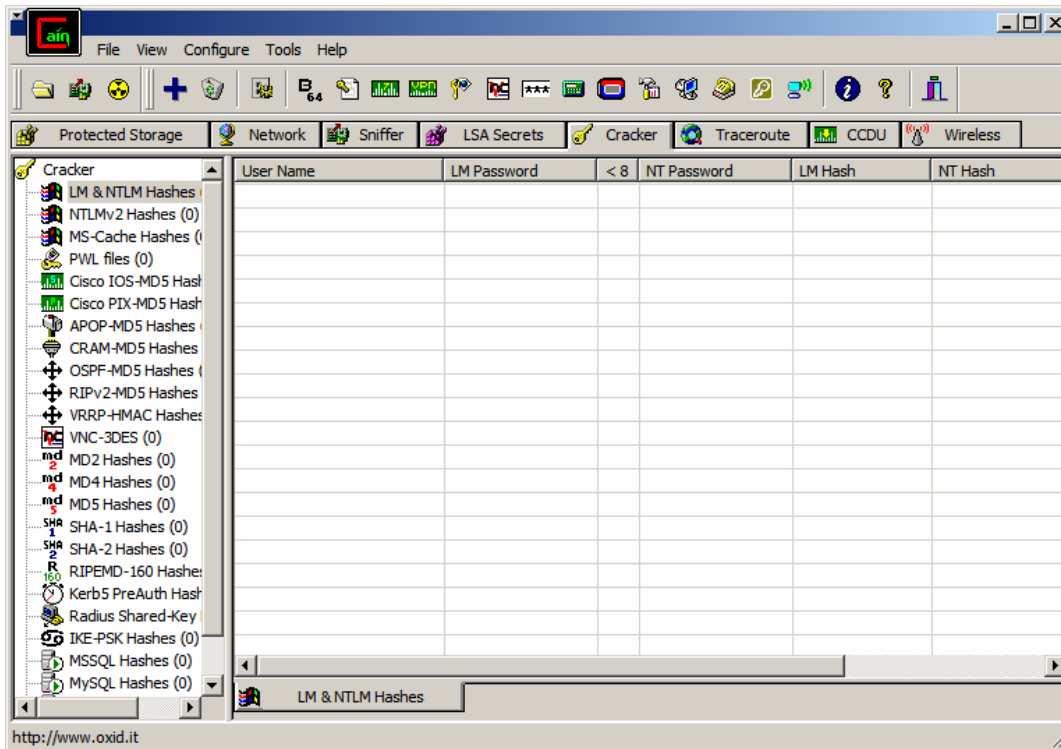 Cain
File View Configure Tools Help
B 64
Protected Storage Network Sniffer LSA Secrets Cracker Traceroute CCDU Wireless
Cracker
LM & NTLM Hashes (
NTLMv2 Hashes (0)
MS-Cache Hashes (
PWL files (0)
Cisco IOS-MD5 Hash
Cisco PIX-MD5 Hash
APOP-MD5 Hashes (
CRAM-MD5 Hashes
OSPF-MD5 Hashes (
RIPv2-MD5 Hashes
VRRP-HMAC Hashes
VNC-3DES (0)
MD2 Hashes (0)
MD4 Hashes (0)
MD5 Hashes (0)
SHA-1 Hashes (0)
SHA-2 Hashes (0)
RIPEMD-160 Hashes
Kerb5 PreAuth Hash
Radius Shared-Key
IKE-PSK Hashes (0)
MSSQL Hashes (0)
MySQL Hashes (0)
User Name LM Password < 8 NT Password LM Hash NT Hash
LM & NTLM Hashes
http://www.oxid.it